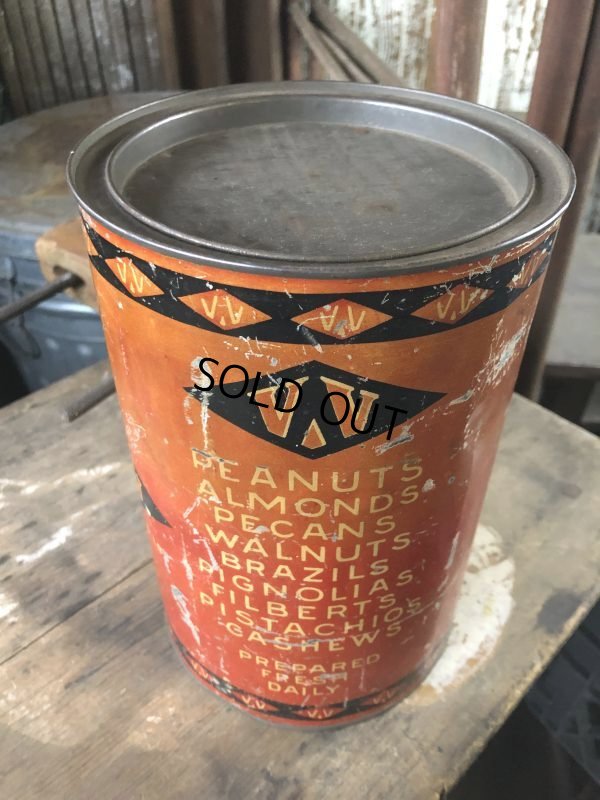 SOLD OUT
PEANUTS
ALMONDS
PECANS
WALNUTS
BRAZILS
PIGNOLIAS
FILBERTS
PISTACHIOS
CASHEWS
PREPARED
FRESH
DAILY